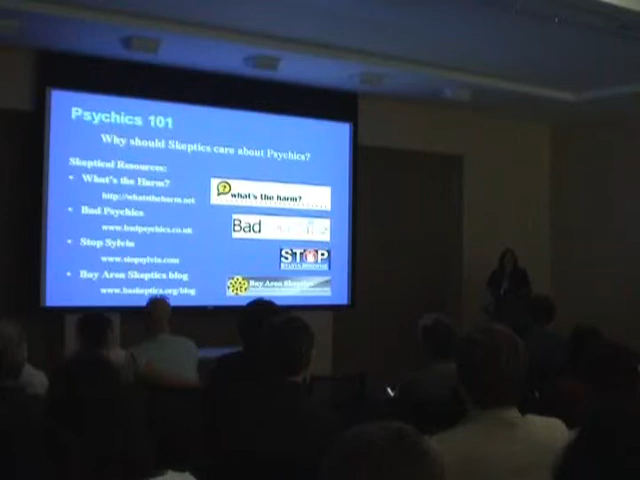 Psychics 101
Why should Skeptics care about Psychics?
Skeptical Resources:
• What's the Harm?
http://whatstheharm.net
what's the harm?
• Bad Psychics
www.badpsychics.co.uk
Bad
• Stop Sylvia
www.stopsylvia.com
STOP
• Bay Area Skeptics blog
www.baskeptics.org/blog
Bay Area Skeptics